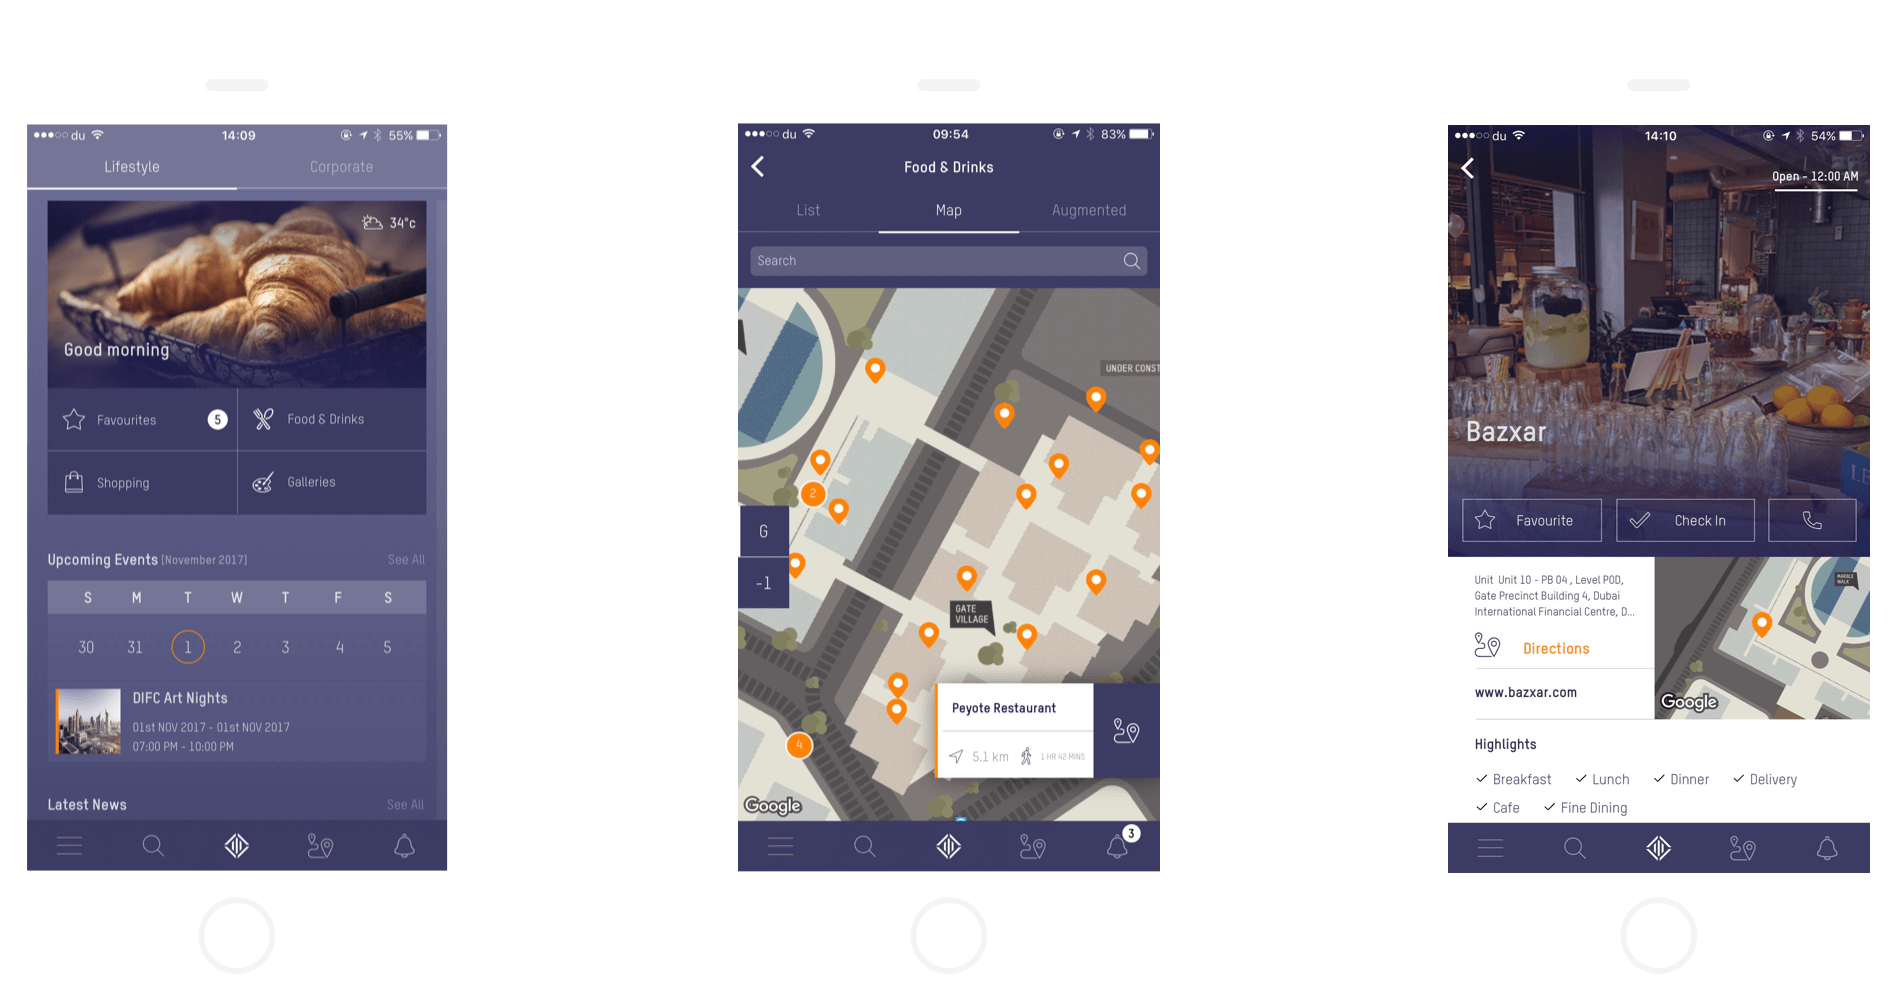 du 14:09 55%
Lifestyle Corporate
34°c
Good morning
Favourites 5 Food & Drinks
Shopping Galleries
Upcoming Events [November 2017] See All
S M T W T F S
30 31 1 2 3 4 5
DIFC Art Nights
01st NOV 2017 - 01st NOV 2017
07:00 PM - 10:00 PM
Latest News See All
du 09:54 83%
Food & Drinks
List Map Augmented
Search
UNDER CONST
2
G
-1
GATE
VILLAGE
Peyote Restaurant
5.1 km 1 HR 42 MINS
4
Google
3
du 14:10 54%
Open - 12:00 AM
Bazxar
Favourite Check In
Unit Unit 10 - PB 04 , Level P0D,
Gate Precinct Building 4, Dubai
International Financial Centre, D...
Directions
www.bazxar.com
MARBLE
WALK
Google
Highlights
Breakfast Lunch Dinner Delivery
Cafe Fine Dining